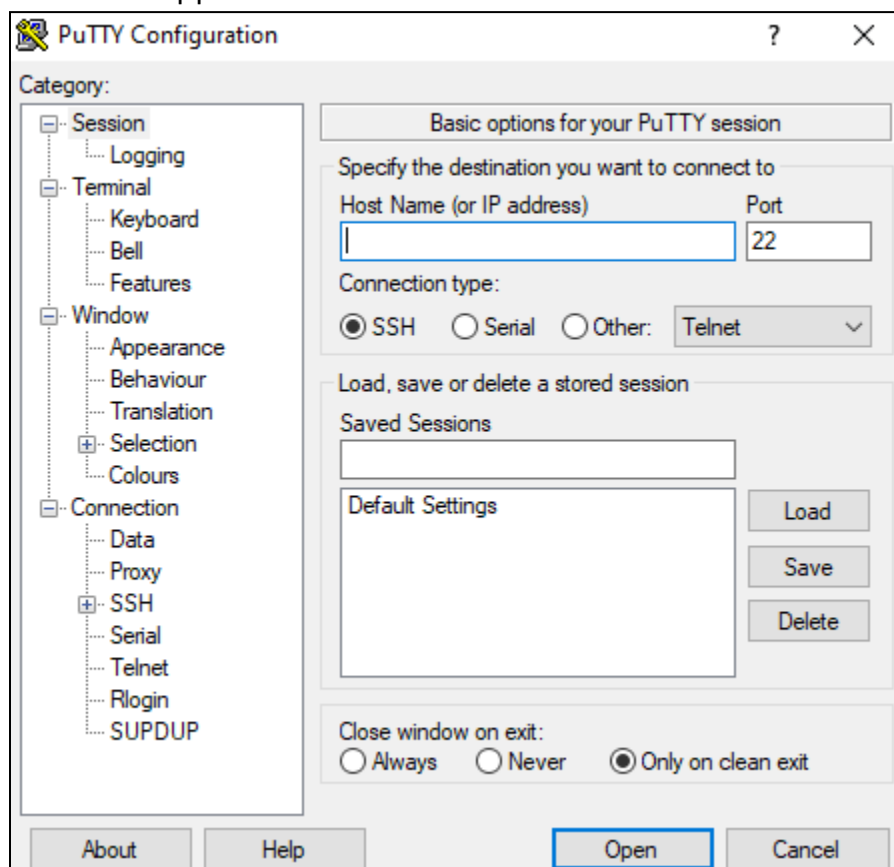 PuTTY Configuration ? ×
Category:
Session
Logging
Terminal
Keyboard
Bell
Features
Window
Appearance
Behaviour
Translation
Selection
Colours
Connection
Data
Proxy
SSH
Serial
Telnet
Rlogin
SUPDUP
Basic options for your PuTTY session
Specify the destination you want to connect to
Host Name (or IP address) Port
22
Connection type:
SSH Serial Other: Telnet
Load, save or delete a stored session
Saved Sessions
Default Settings
Load
Save
Delete
Close window on exit:
Always Never Only on clean exit
About Help Open Cancel